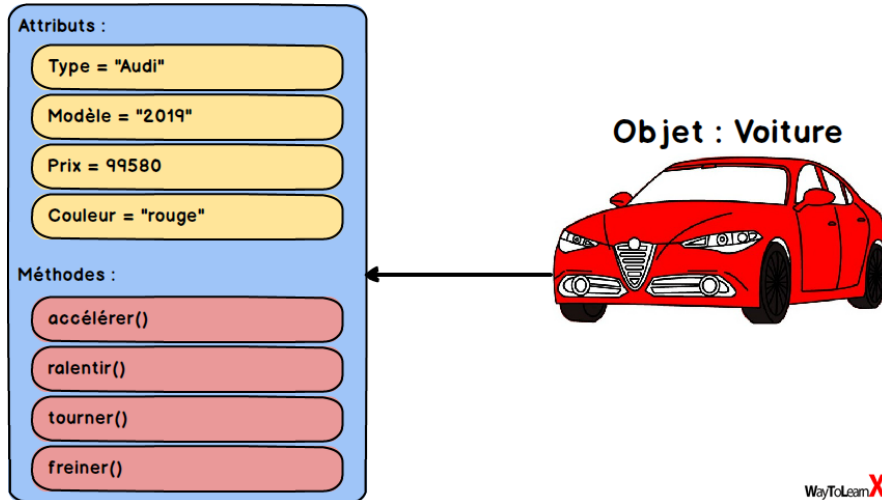 Attributs :
Type = "Audi"
Modèle = "2019"
Prix = 99580
Couleur = "rouge"
Méthodes :
accélérer()
ralentir()
tourner()
freiner()
Objet : Voiture
WayToLearnX